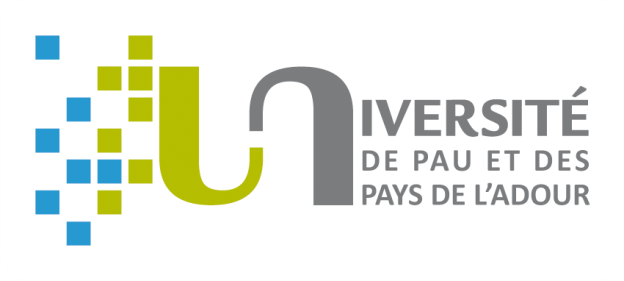 UNIVERSITÉ
DE PAU ET DES
PAYS DE L'ADOUR